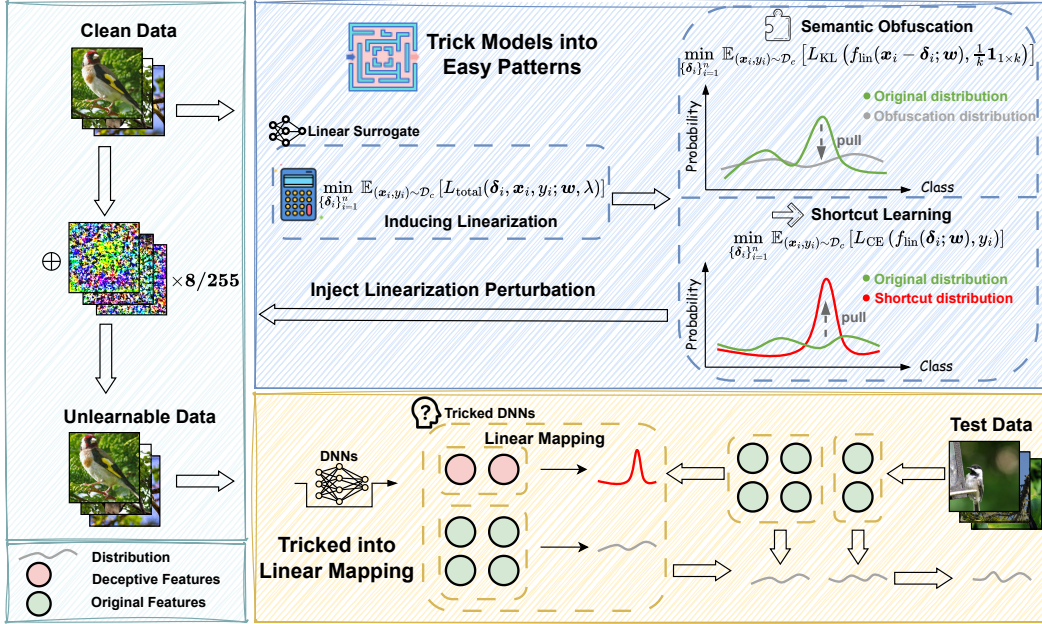 Clean Data
⊕
×8/255
Unlearnable Data
Distribution
Deceptive Features
Original Features
Trick Models into
Easy Patterns
Linear Surrogate
min_{\{δ_i\}_{i=1}^n} 𝔼_{(x_i,y_i)∼𝒟_c} [L_total(δ_i, x_i, y_i; w, λ)]
Inducing Linearization
Inject Linearization Perturbation
Semantic Obfuscation
min_{\{δ_i\}_{i=1}^n} 𝔼_{(x_i,y_i)∼𝒟_c} [L_KL (f_lin(x_i − δ_i; w), \frac{1}{k} 1_{1×k})]
Probability
Original distribution
Obfuscation distribution
pull
Class
Shortcut Learning
min_{\{δ_i\}_{i=1}^n} 𝔼_{(x_i,y_i)∼𝒟_c} [L_CE (f_lin(δ_i; w), y_i)]
Probability
Original distribution
Shortcut distribution
pull
Class
? Tricked DNNs
DNNs
Linear Mapping
Test Data
Tricked into
Linear Mapping